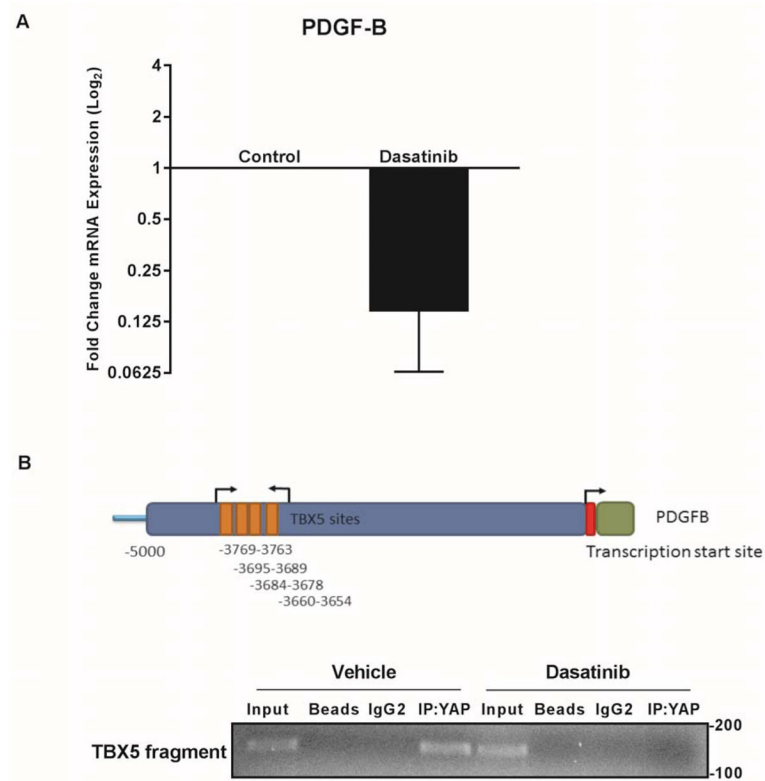 A
PDGF-B
Fold Change mRNA Expression (Log2)
4
2
1
0.5
0.25
0.125
0.0625
Control Dasatinib
B
TBX5 sites
PDGFB
-5000
-3769-3763
-3695-3689
-3684-3678
-3660-3654
Transcription start site
Vehicle Dasatinib
Input Beads IgG2 IP:YAP Input Beads IgG2 IP:YAP
TBX5 fragment
-200
-100